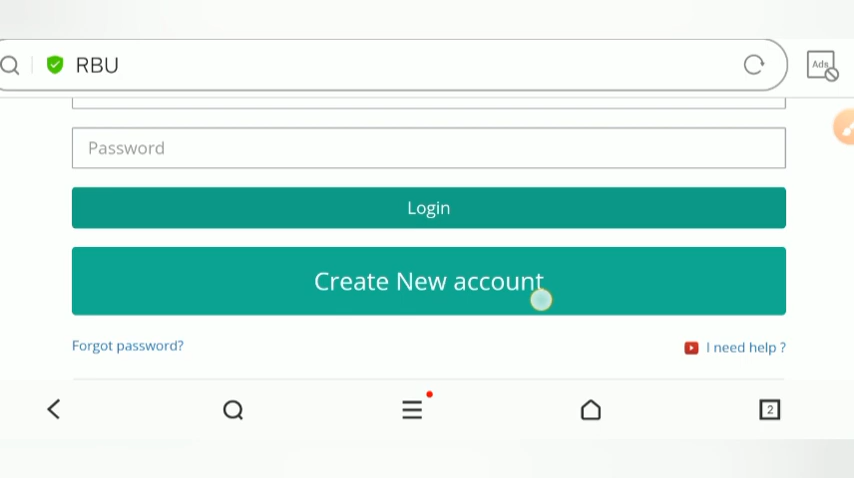 RBU
Ads
Password
Login
Create New account
Forgot password?
I need help ?
2